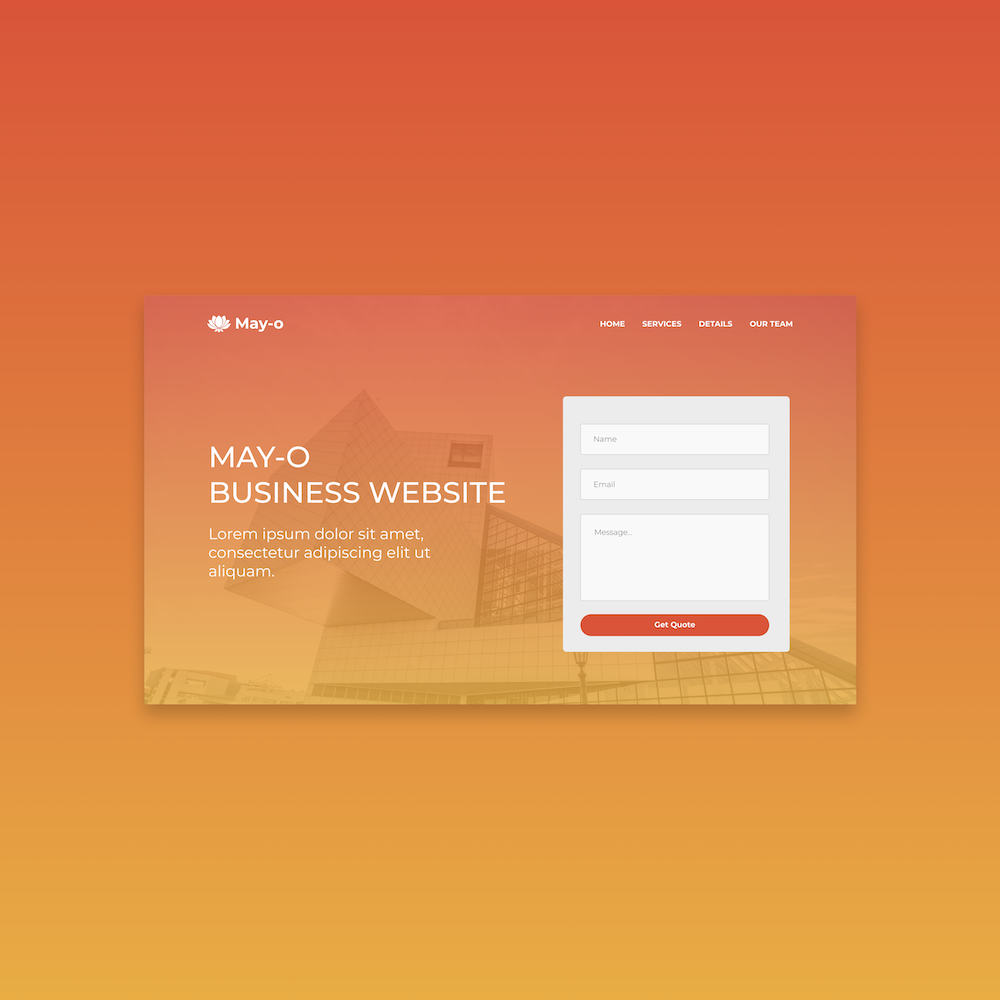 May-o
HOME SERVICES DETAILS OUR TEAM
MAY-O
BUSINESS WEBSITE
Lorem ipsum dolor sit amet,
consectetur adipiscing elit ut
aliquam.
Name
Email
Message...
Get Quote